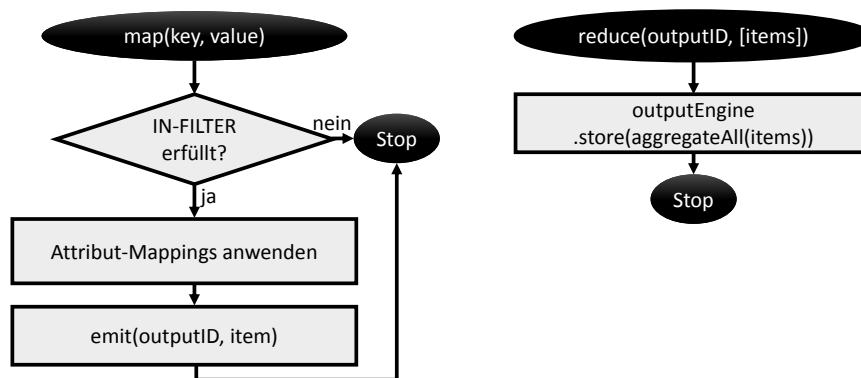 map(key, value)
IN-FILTER
erfüllt?
nein
Stop
ja
Attribut-Mappings anwenden
emit(outputID, item)
reduce(outputID, [items])
outputEngine
.store(aggregateAll(items))
Stop